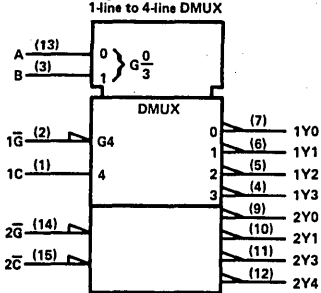 1-line to 4-line DMUX
A (13) 0
B (3) 1 } G 0/3
DMUX
1G̅ (2) G4
1C (1) 4
0 (7) 1Y0
1 (6) 1Y1
2 (5) 1Y2
3 (4) 1Y3
2G̅ (14)
2C̅ (15)
(9) 2Y0
(10) 2Y1
(11) 2Y3
(12) 2Y4